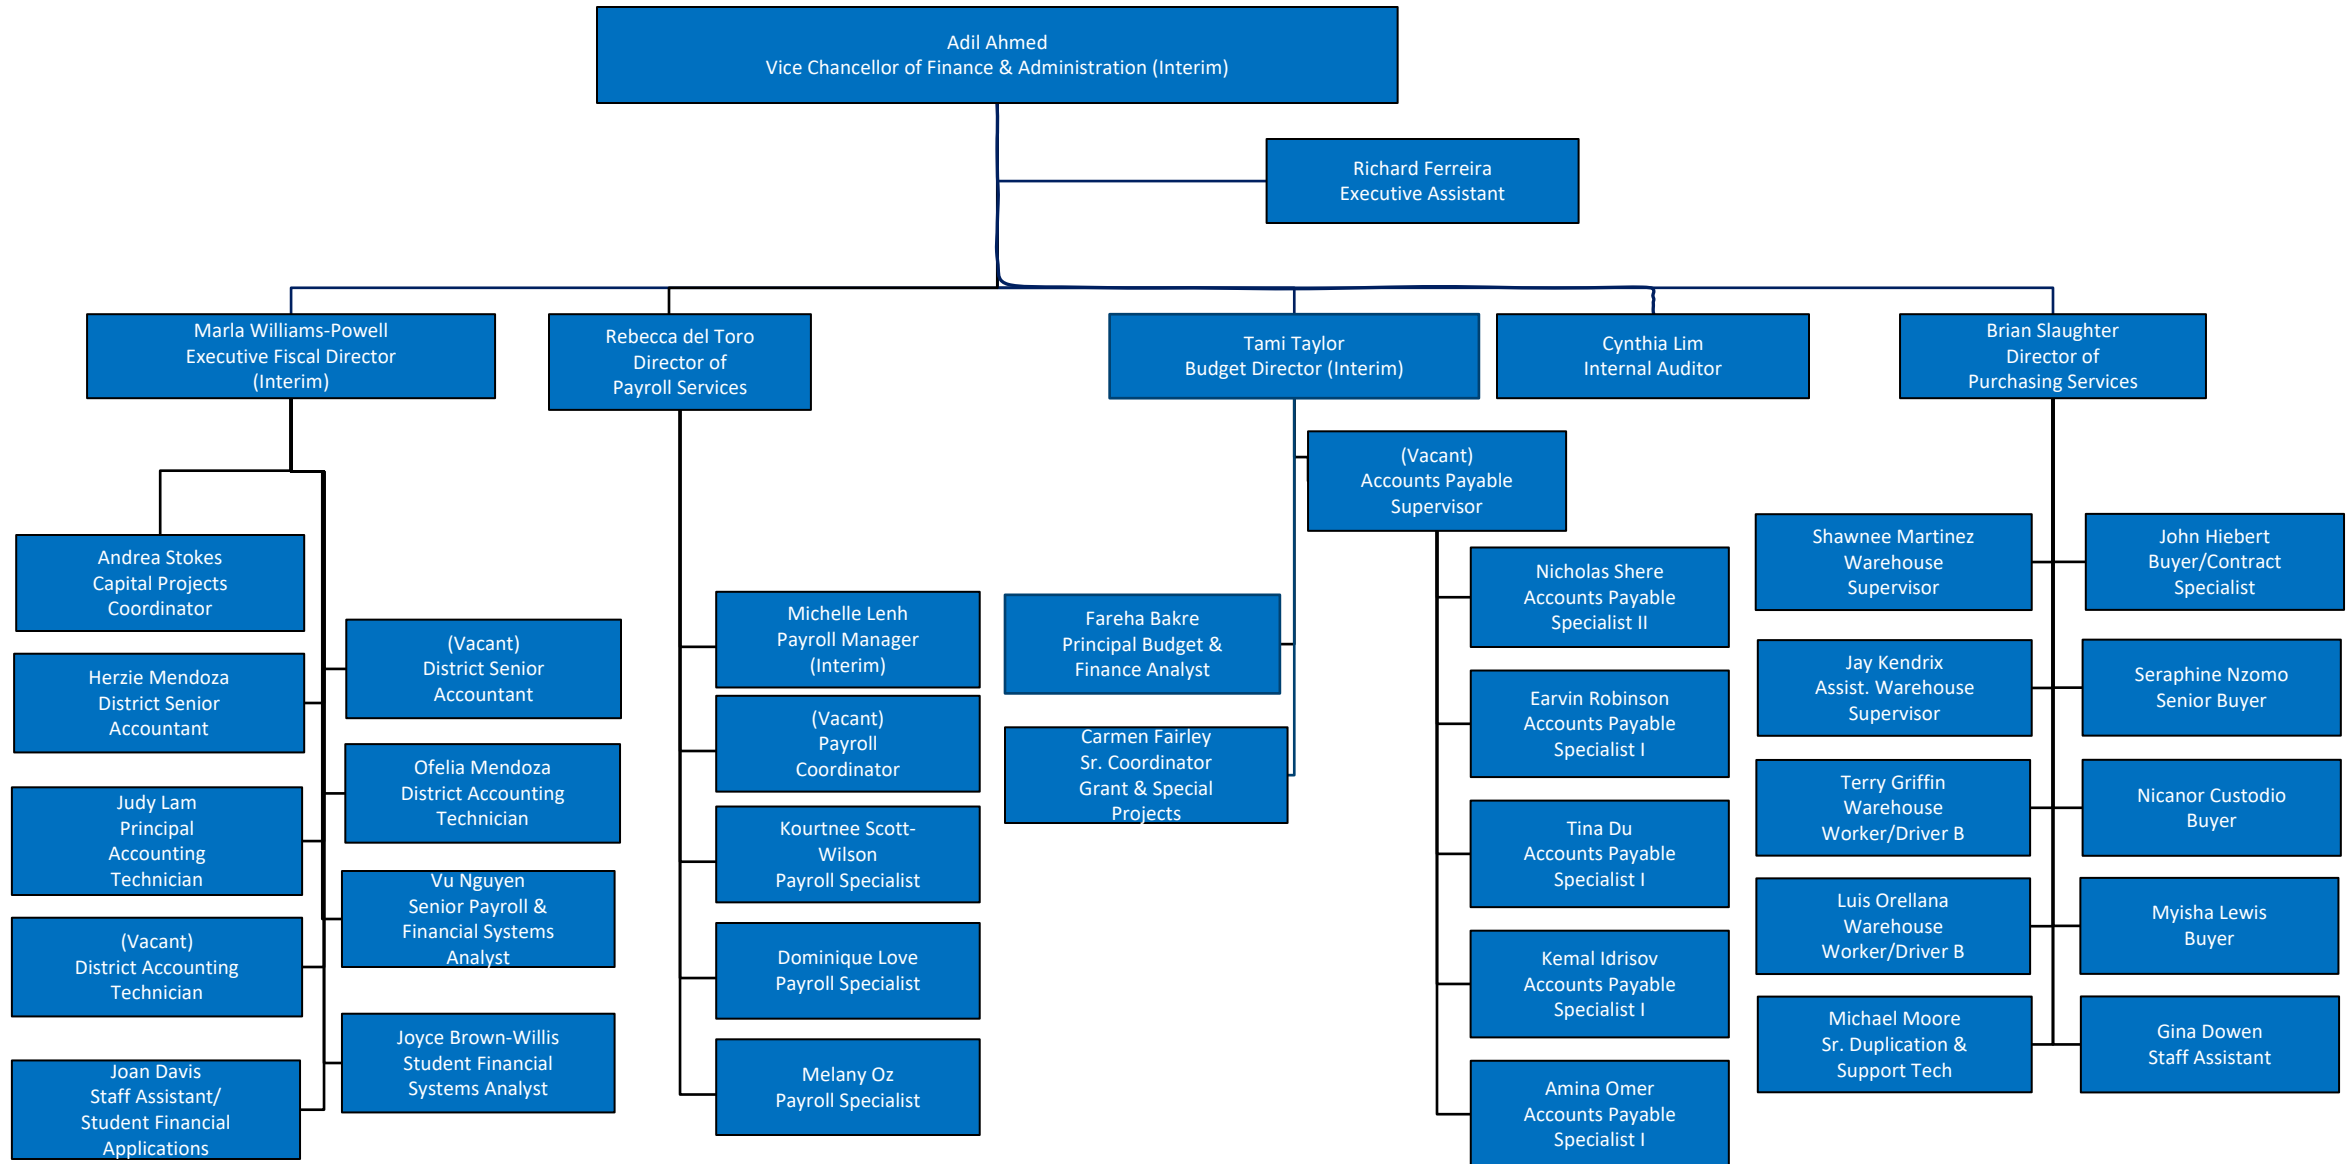 Adil Ahmed
Vice Chancellor of Finance & Administration (Interim)
Richard Ferreira
Executive Assistant
Marla Williams-Powell
Executive Fiscal Director
(Interim)
Rebecca del Toro
Director of
Payroll Services
Tami Taylor
Budget Director (Interim)
Cynthia Lim
Internal Auditor
Brian Slaughter
Director of
Purchasing Services
Andrea Stokes
Capital Projects
Coordinator
Herzie Mendoza
District Senior
Accountant
Judy Lam
Principal
Accounting
Technician
(Vacant)
District Accounting
Technician
Joan Davis
Staff Assistant/
Student Financial
Applications
(Vacant)
District Senior
Accountant
Ofelia Mendoza
District Accounting
Technician
Vu Nguyen
Senior Payroll &
Financial Systems
Analyst
Joyce Brown-Willis
Student Financial
Systems Analyst
Michelle Lenh
Payroll Manager
(Interim)
(Vacant)
Payroll
Coordinator
Kourtnee Scott-
Wilson
Payroll Specialist
Dominique Love
Payroll Specialist
Melany Oz
Payroll Specialist
Fareha Bakre
Principal Budget &
Finance Analyst
Carmen Fairley
Sr. Coordinator
Grant & Special
Projects
(Vacant)
Accounts Payable
Supervisor
Nicholas Shere
Accounts Payable
Specialist II
Earvin Robinson
Accounts Payable
Specialist I
Tina Du
Accounts Payable
Specialist I
Kemal Idrisov
Accounts Payable
Specialist I
Amina Omer
Accounts Payable
Specialist I
Shawnee Martinez
Warehouse
Supervisor
Jay Kendrix
Assist. Warehouse
Supervisor
Terry Griffin
Warehouse
Worker/Driver B
Luis Orellana
Warehouse
Worker/Driver B
Michael Moore
Sr. Duplication &
Support Tech
John Hiebert
Buyer/Contract
Specialist
Seraphine Nzomo
Senior Buyer
Nicanor Custodio
Buyer
Myisha Lewis
Buyer
Gina Dowen
Staff Assistant